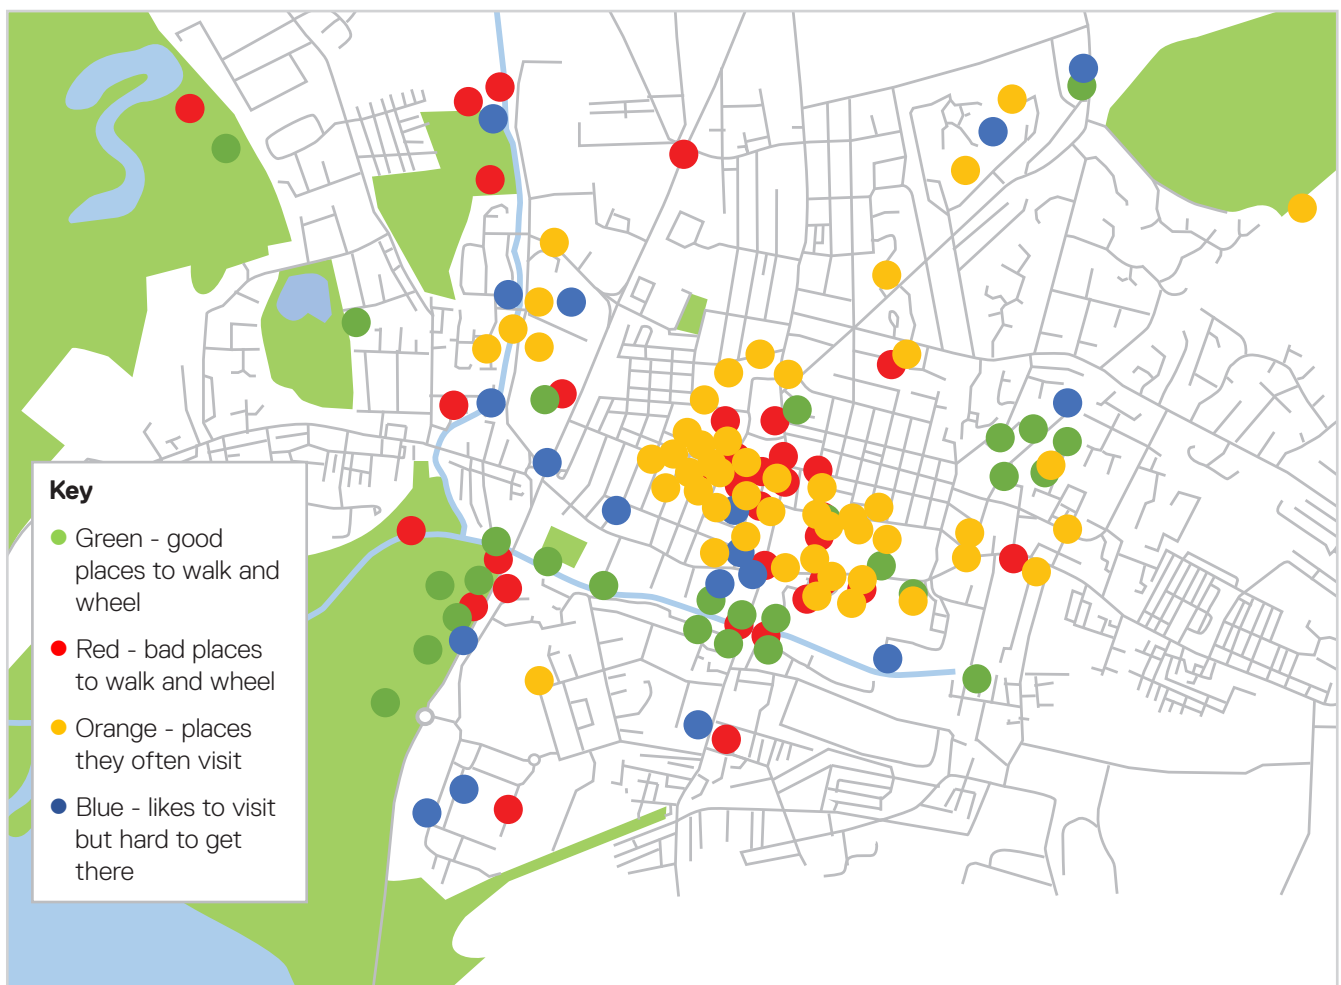 Key
Green - good
places to walk and
wheel
Red - bad places
to walk and wheel
Orange - places
they often visit
Blue - likes to visit
but hard to get
there